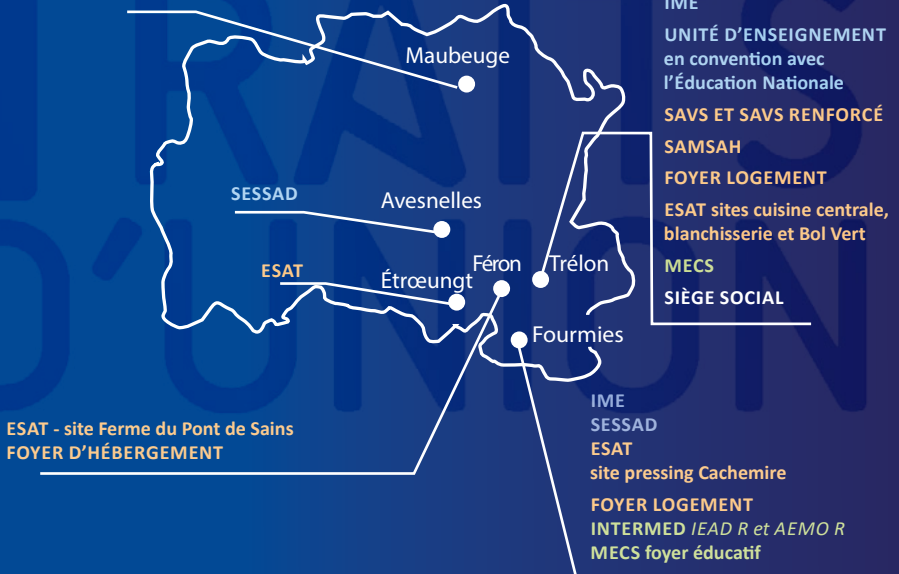 IME
UNITÉ D'ENSEIGNEMENT
en convention avec
l'Éducation Nationale
SAVS ET SAVS RENFORCÉ
SAMSAH
FOYER LOGEMENT
ESAT sites cuisine centrale,
blanchisserie et Bol Vert
MECS
SIÈGE SOCIAL
Maubeuge
SESSAD
Avesnelles
ESAT
Étrœungt
Féron
Trélon
Fourmies
ESAT - site Ferme du Pont de Sains
FOYER D'HÉBERGEMENT
IME
SESSAD
ESAT
site pressing Cachemire
FOYER LOGEMENT
INTERMED IEAD R et AEMO R
MECS foyer éducatif
TRAITS
D'UNION